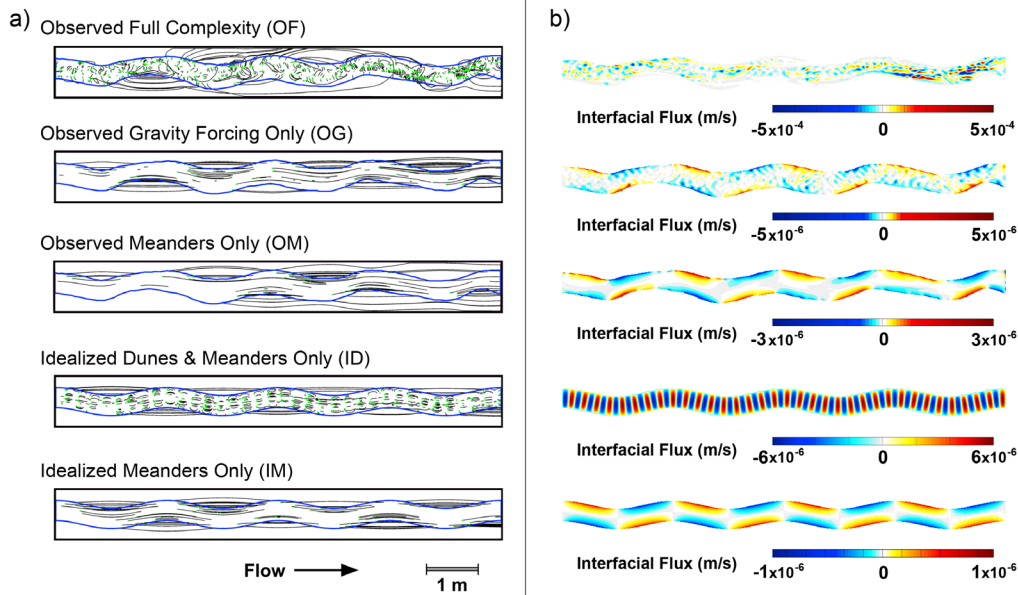 a)
Observed Full Complexity (OF)
Observed Gravity Forcing Only (OG)
Observed Meanders Only (OM)
Idealized Dunes & Meanders Only (ID)
Idealized Meanders Only (IM)
Flow
1 m
b)
Interfacial Flux (m/s)
-5x10⁻⁴ 0 5x10⁻⁴
Interfacial Flux (m/s)
-5x10⁻⁶ 0 5x10⁻⁶
Interfacial Flux (m/s)
-3x10⁻⁶ 0 3x10⁻⁶
Interfacial Flux (m/s)
-6x10⁻⁶ 0 6x10⁻⁶
Interfacial Flux (m/s)
-1x10⁻⁶ 0 1x10⁻⁶